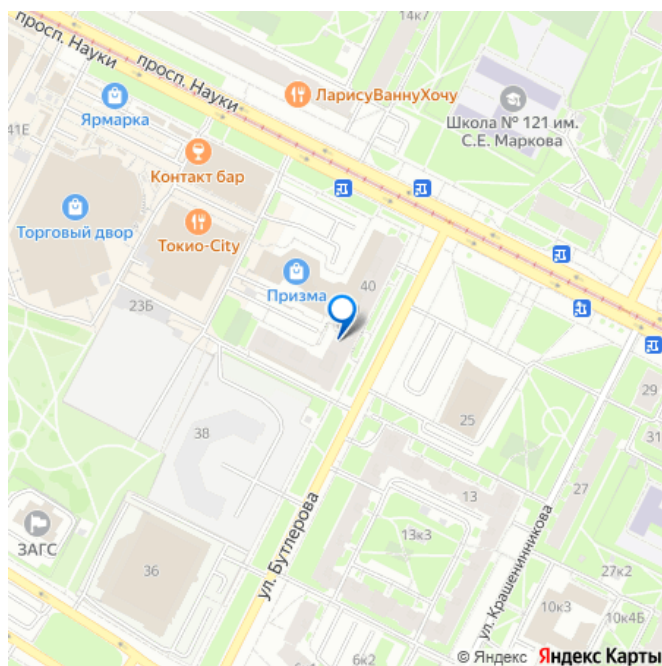 14к7
просп. Науки
просп. Науки
ЛарисуВаннуХочу
Ярмарка
Школа № 121 им.
С.Е. Маркова
41Е
Контакт бар
Торговый двор
Токио-City
Призма
40
23Б
29
25
31
38
13
27
ул. Бутлерова
13к3
ул. Крашенинникова
ЗАГС
36
27к2
10к3
10к4Б
6к2
© Яндекс Яндекс Карты